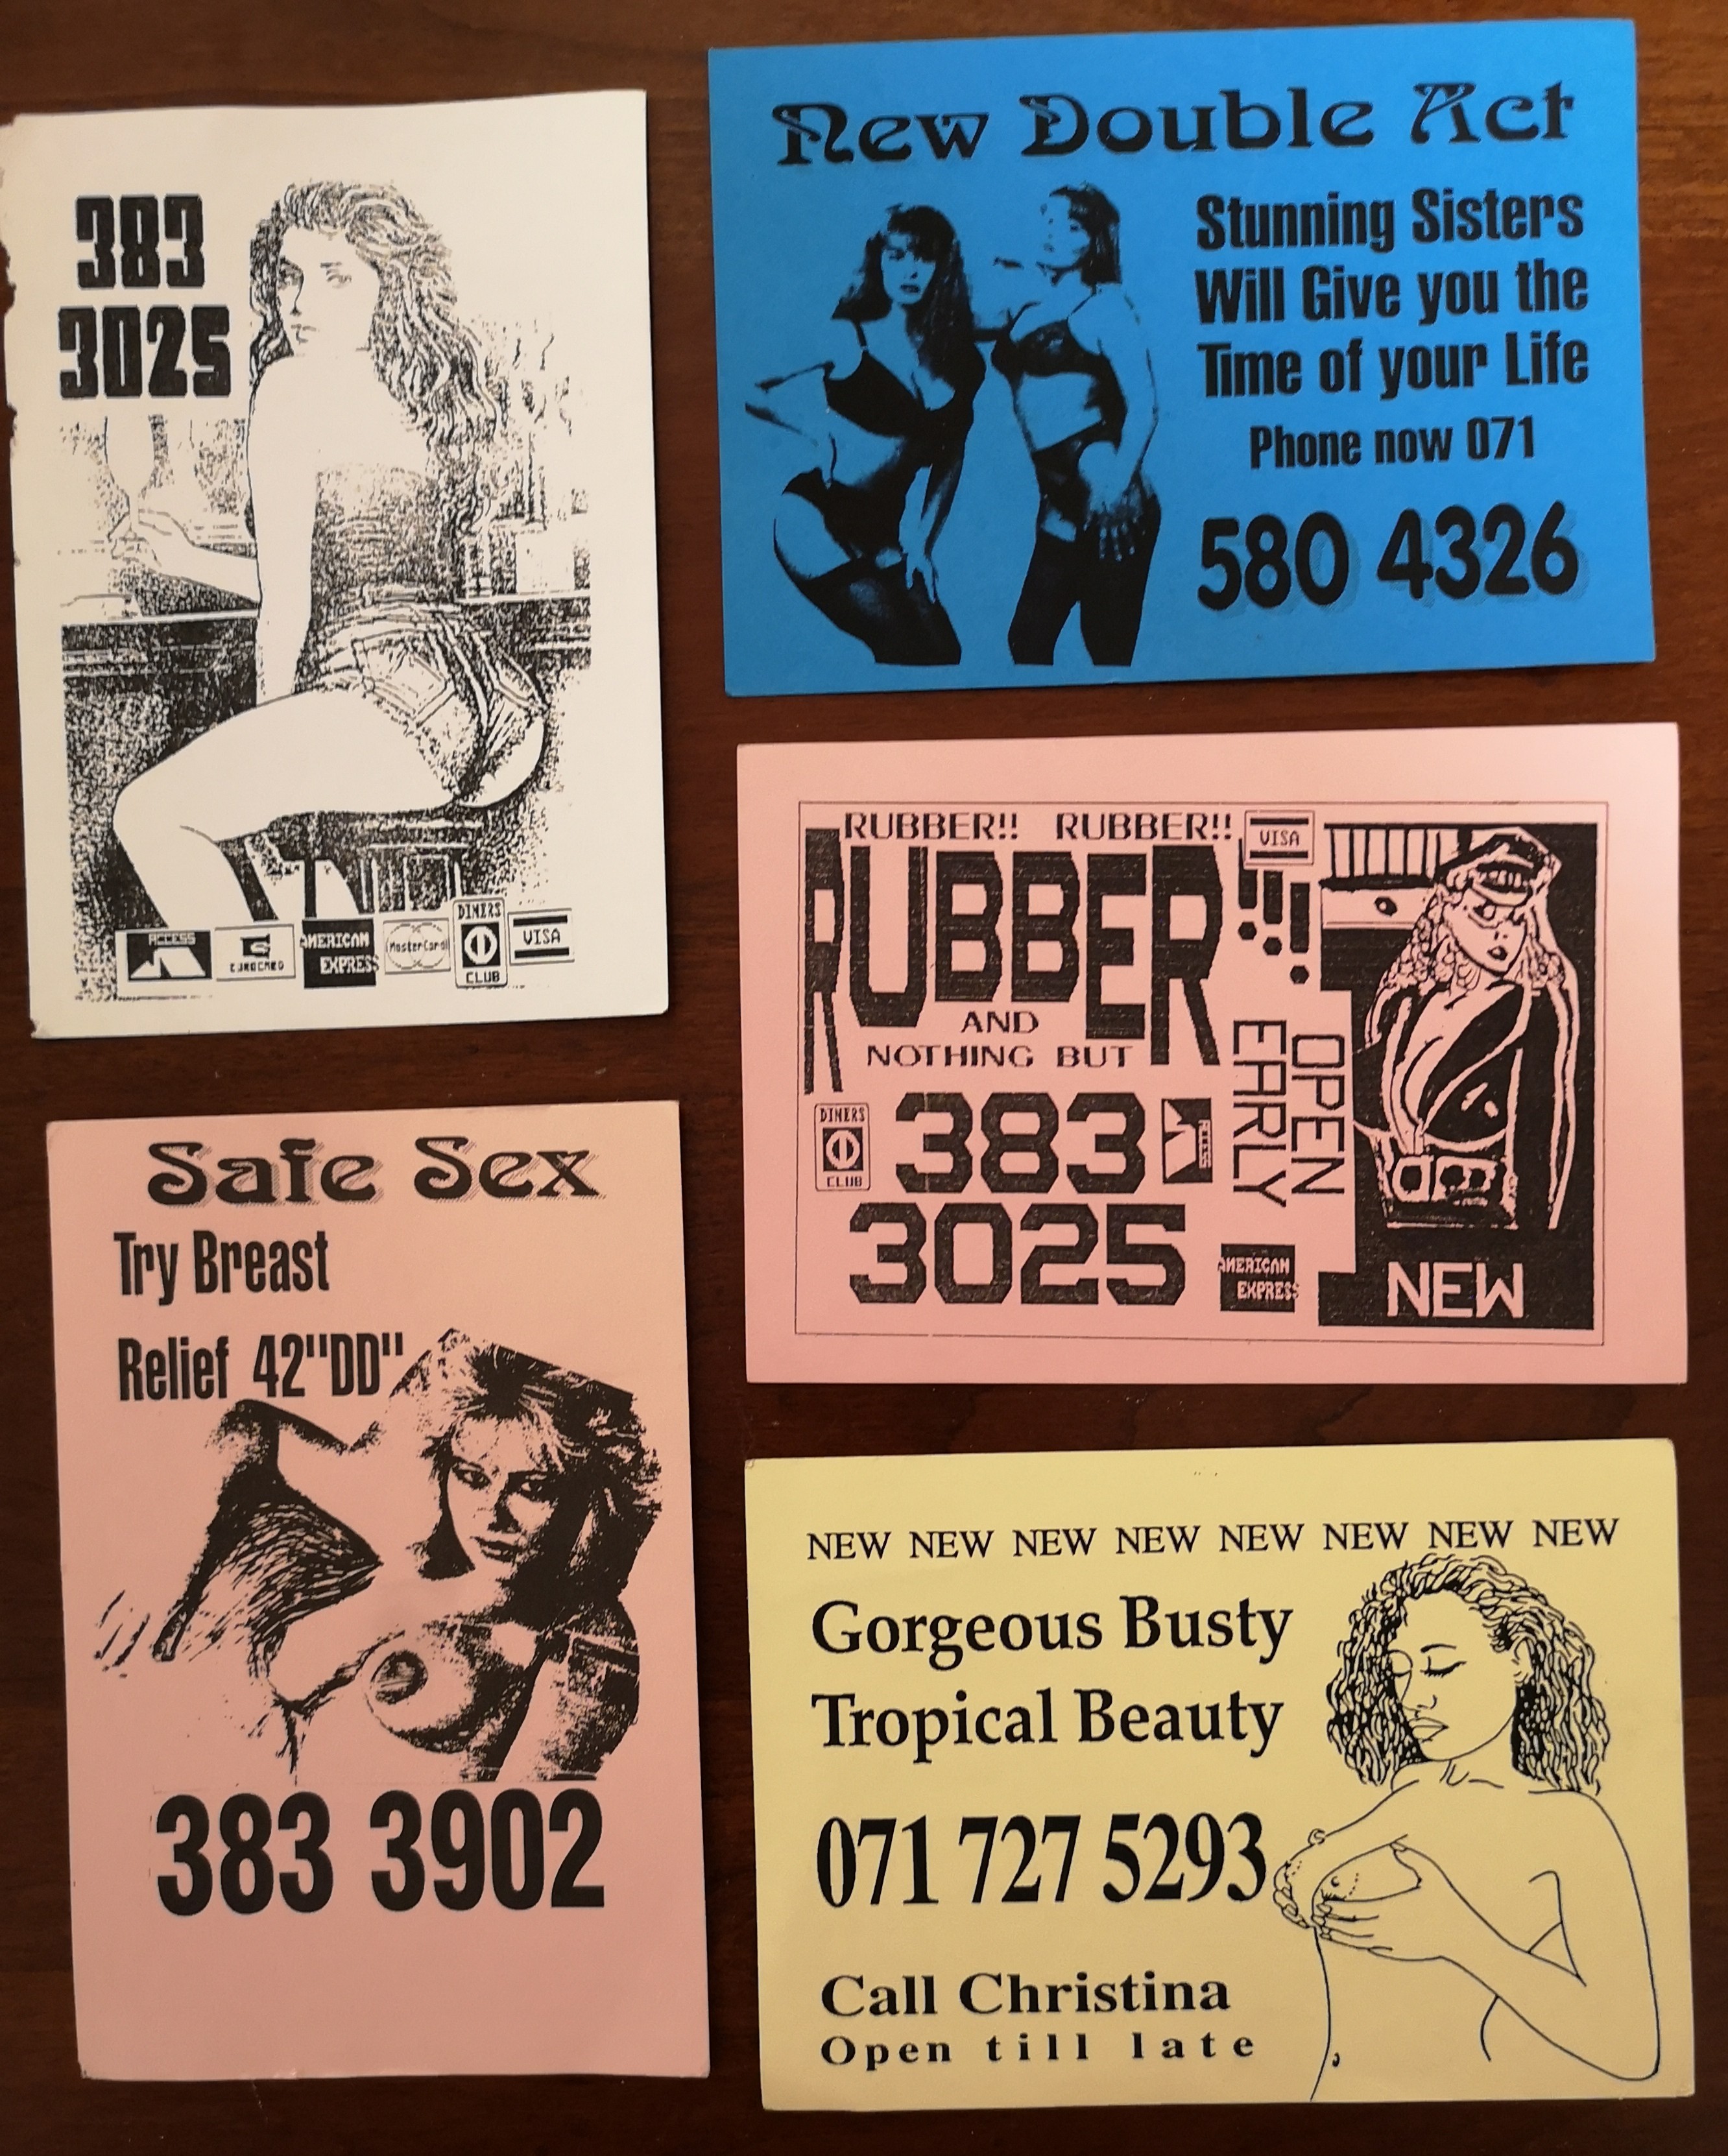 383
3025
ACCESS
EUROCARD
AMERICAN
EXPRESS
MasterCard
DINERS
CLUB
VISA
New Double Act
Stunning Sisters
Will Give you the
Time of your Life
Phone now 071
580 4326
RUBBER!! RUBBER!!
VISA
RUBBER!!
AND
NOTHING BUT
OPEN
EARLY
DINERS
CLUB
383
ACCESS
3025
AMERICAN
EXPRESS
NEW
Safe Sex
Try Breast
Relief 42"DD"
383 3902
NEW NEW NEW NEW NEW NEW NEW NEW
Gorgeous Busty
Tropical Beauty
071 727 5293
Call Christina
Open till late